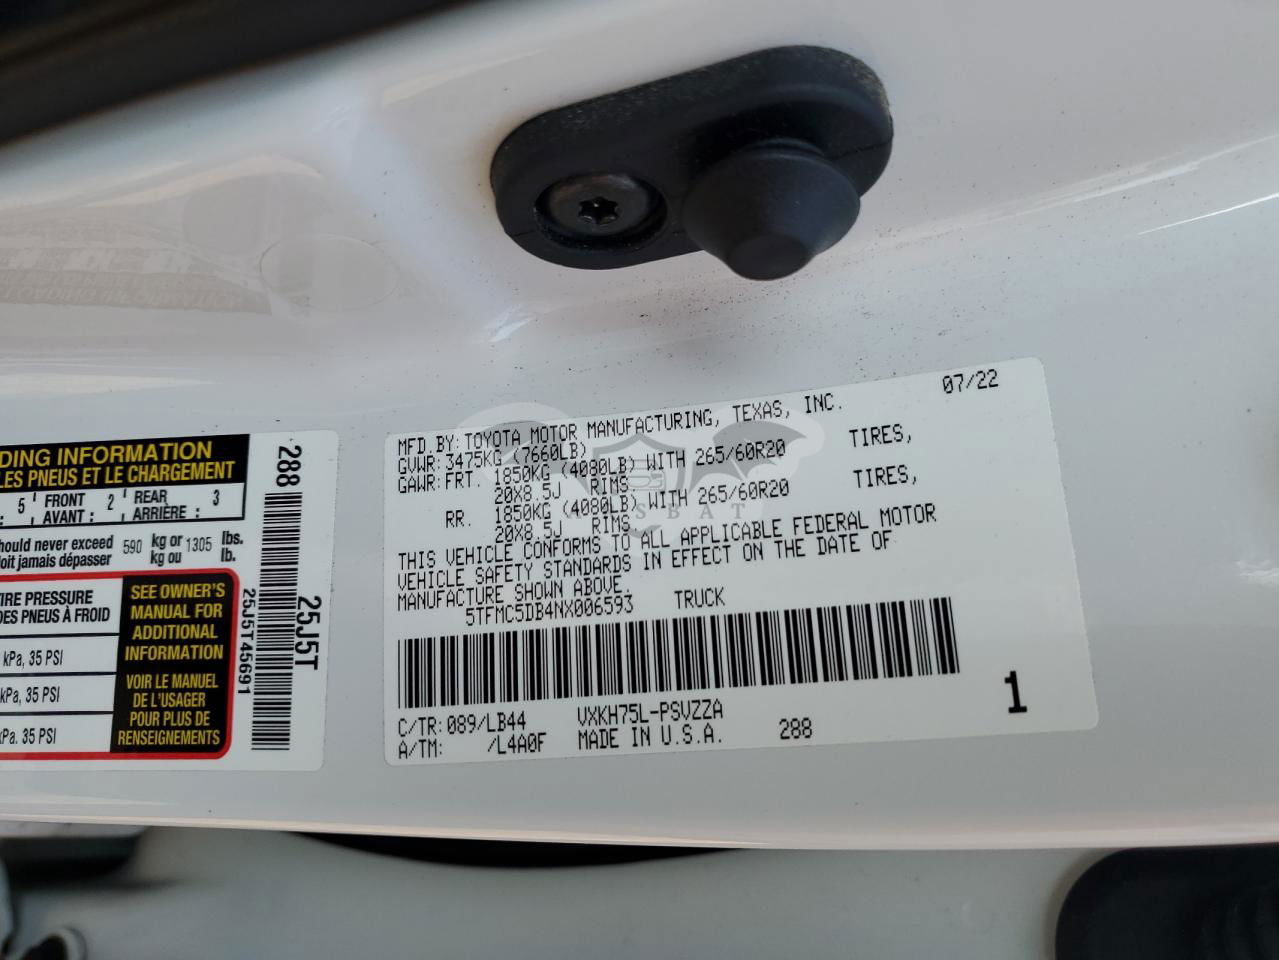 DING INFORMATION
LES PNEUS ET LE CHARGEMENT
: 5 FRONT : 2 REAR : 3
AVANT : ARRIÈRE :
hould never exceed 590 kg or 1305 lbs.
oit jamais dépasser kg ou lb.
IRE PRESSURE
DES PNEUS À FROID
kPa, 35 PSI
kPa, 35 PSI
kPa. 35 PSI
SEE OWNER'S
MANUAL FOR
ADDITIONAL
INFORMATION
VOIR LE MANUEL
DE L'USAGER
POUR PLUS DE
RENSEIGNEMENTS
288
25J5T
25J5T45691
07/22
MFD.BY:TOYOTA MOTOR MANUFACTURING, TEXAS, INC.
GVWR:3475KG (7660LB)
GAWR:FRT. 1850KG (4080LB) WITH 265/60R20 TIRES,
20X8.5J RIMS
RR. 1850KG (4080LB) WITH 265/60R20 TIRES,
20X8.5J RIMS
THIS VEHICLE CONFORMS TO ALL APPLICABLE FEDERAL MOTOR
VEHICLE SAFETY STANDARDS IN EFFECT ON THE DATE OF
MANUFACTURE SHOWN ABOVE.
5TFMC5DB4NX006593 TRUCK
C/TR:089/LB44 VXKH75L-PSVZZA
A/TM: /L4A0F MADE IN U.S.A. 288
1